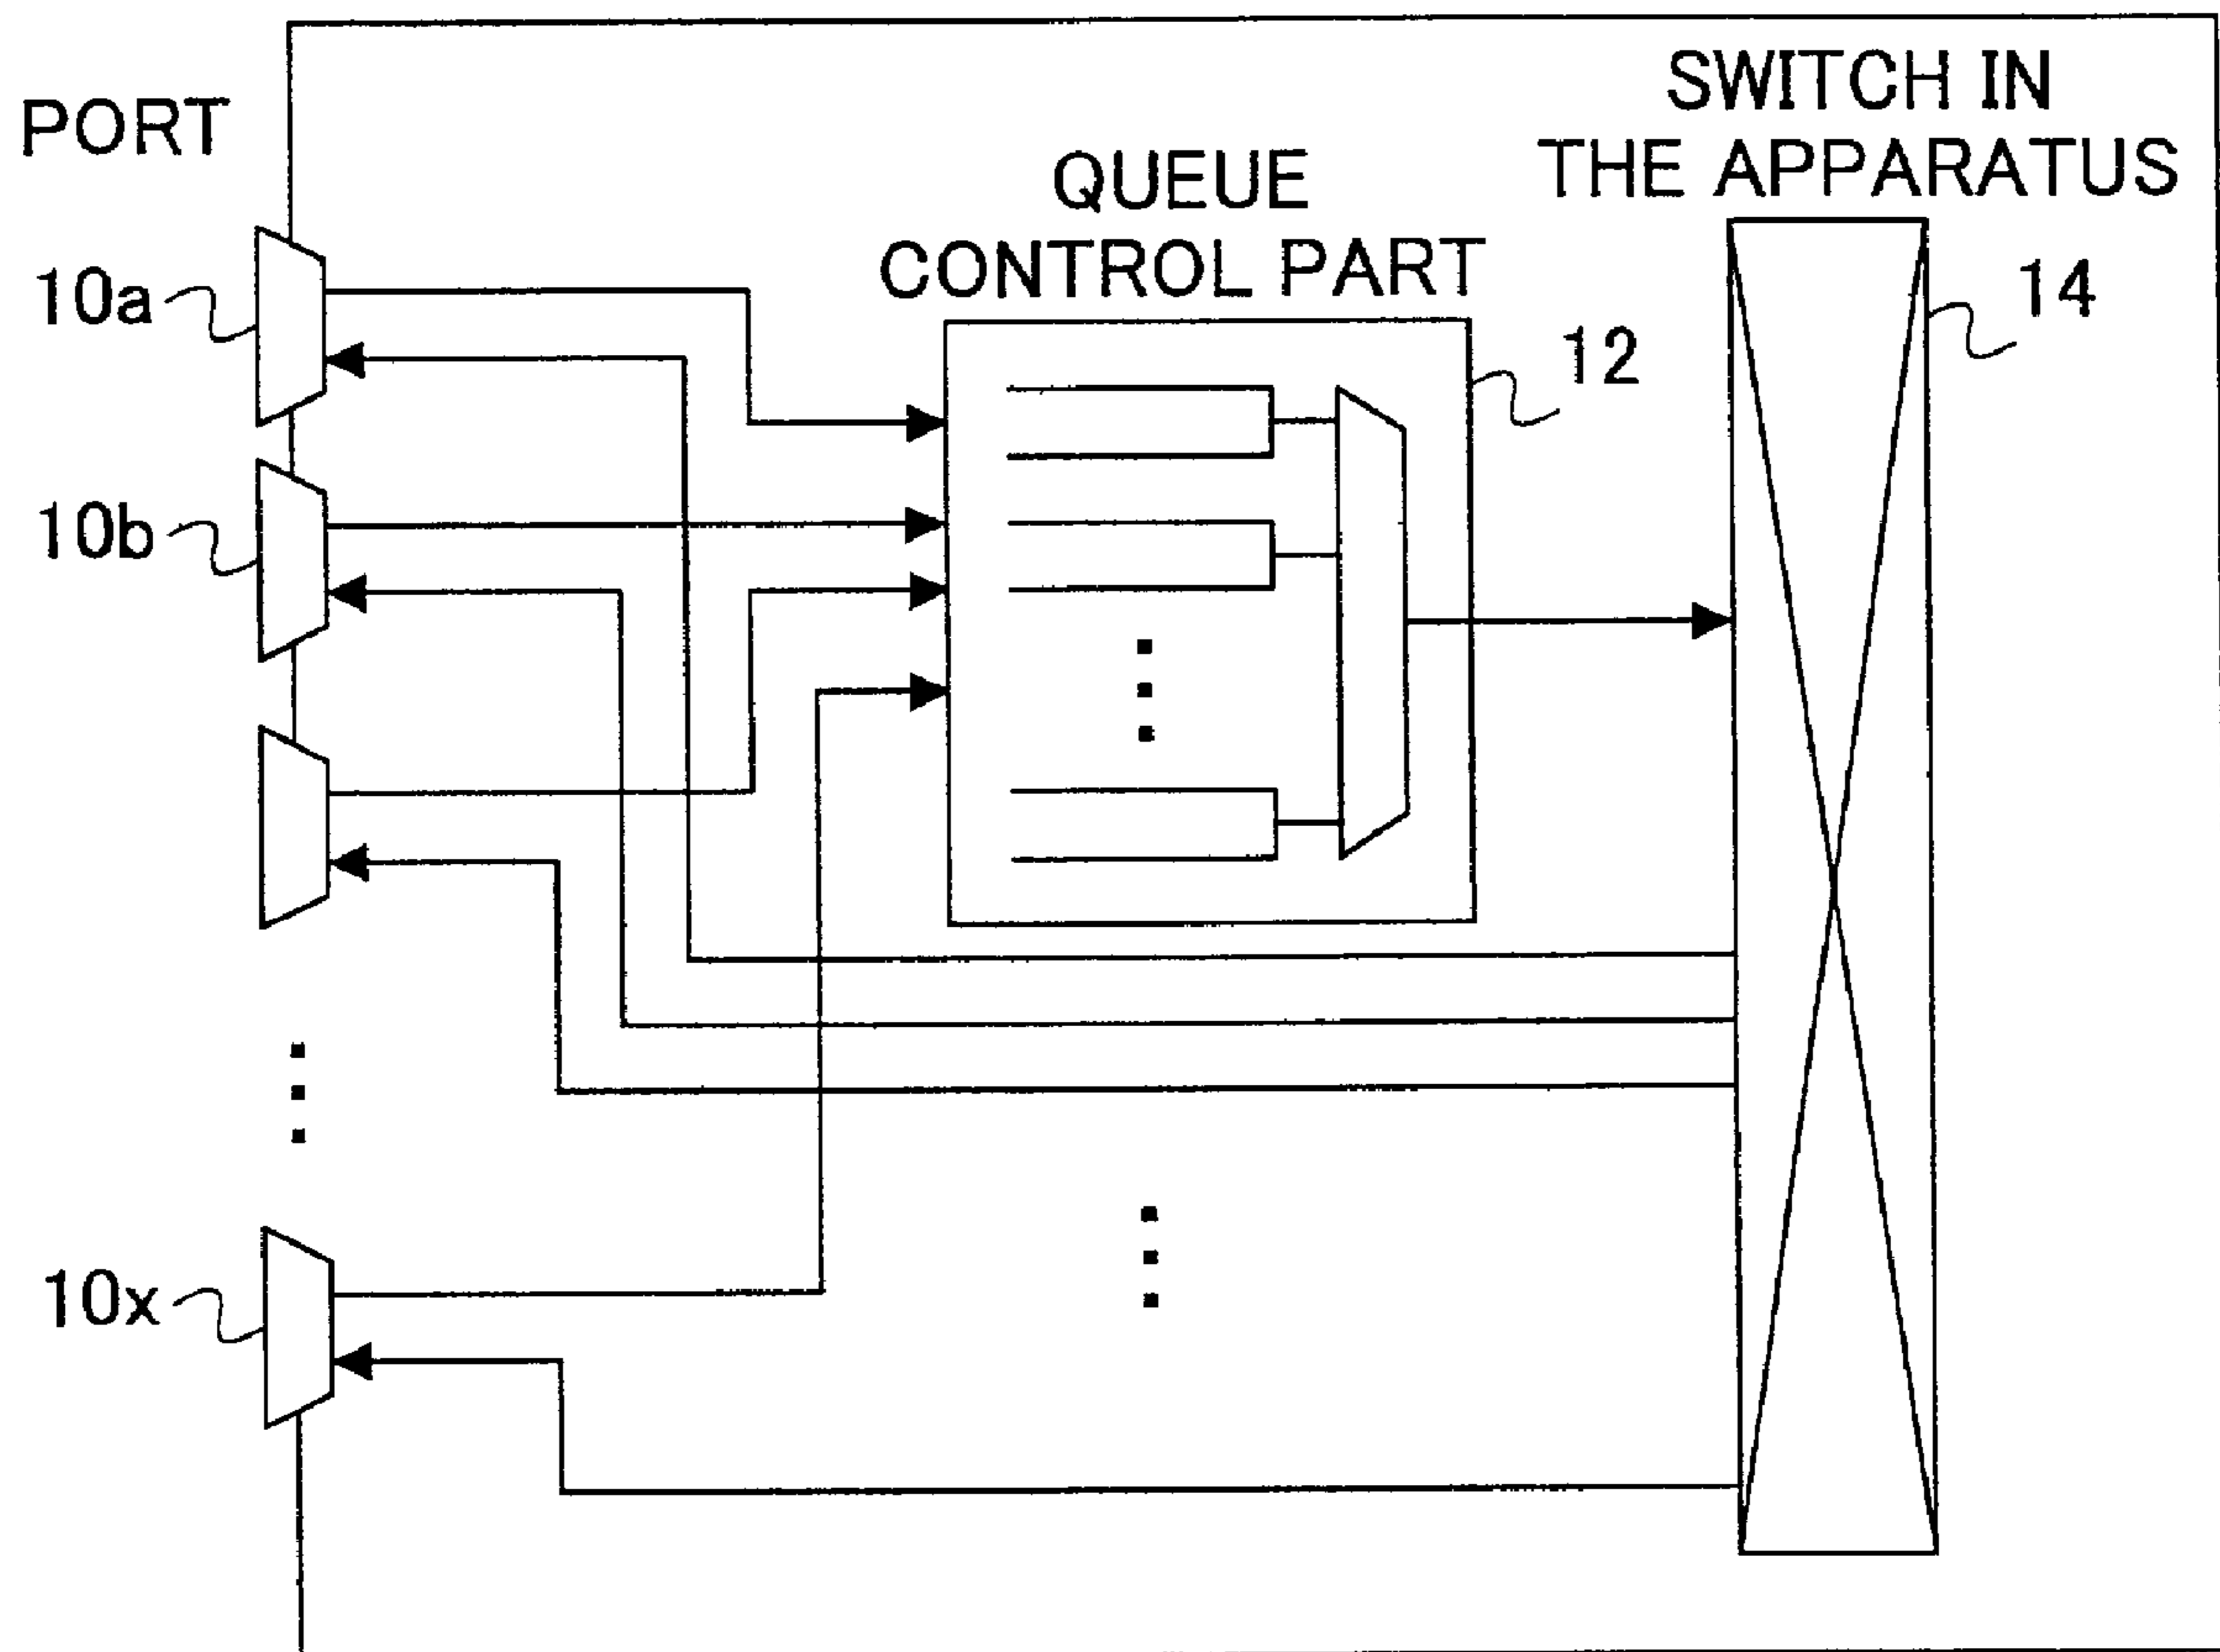 SWITCH IN
THE APPARATUS
PORT
QUEUE
CONTROL PART
10a
14
12
10b
10x